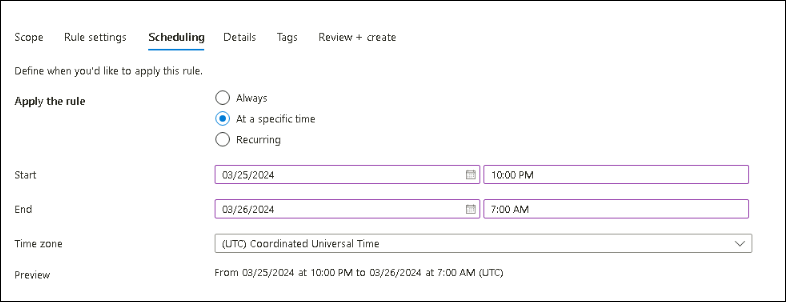 Scope Rule settings Scheduling Details Tags Review + create
Define when you'd like to apply this rule.
Apply the rule
Always
At a specific time
Recurring
Start 03/25/2024 10:00 PM
End 03/26/2024 7:00 AM
Time zone (UTC) Coordinated Universal Time
Preview From 03/25/2024 at 10:00 PM to 03/26/2024 at 7:00 AM (UTC)